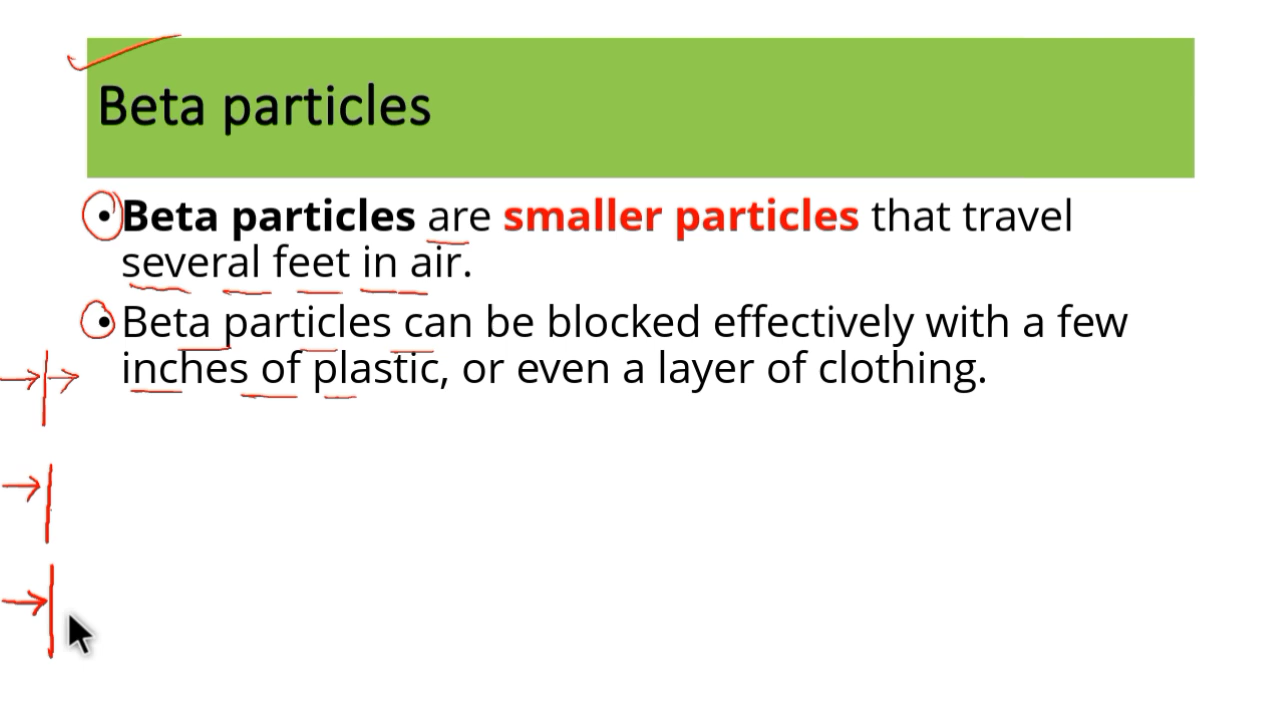 Beta particles
•Beta particles are smaller particles that travel
several feet in air.
•Beta particles can be blocked effectively with a few
inches of plastic, or even a layer of clothing.